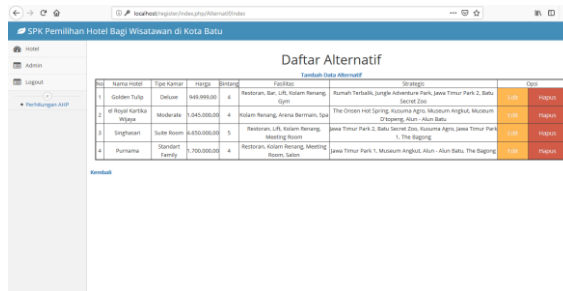 localhost/register/index.php/Alternatif/index
SPK Pemilihan Hotel Bagi Wisatawan di Kota Batu
Hotel
Admin
Logout
Perhitungan AHP
Daftar Alternatif
Tambah Data Alternatif
No Nama Hotel Tipe Kamar Harga Bintang Fasilitas Strategis Opsi
1 Golden Tulip Deluxe 949.999,00 4 Restoran, Bar, Lift, Kolam Renang, Gym Rumah Terbalik, Jungle Adventure Park, Jawa Timur Park 2, Batu Secret Zoo Edit Hapus
2 el Royal Kartika Wijaya Moderate 1.045.000,00 4 Kolam Renang, Arena Bermain, Spa The Onsen Hot Spring, Kusuma Agro, Museum Angkut, Museum D'topeng, Alun - Alun Batu Edit Hapus
3 Singhasari Suite Room 4.650.000,00 5 Restoran, Lift, Kolam Renang, Meeting Room Jawa Timur Park 2, Batu Secret Zoo, Kusuma Agro, Jawa Timur Park 1, The Bagong Edit Hapus
4 Purnama Standart Family 1.700.000,00 4 Restoran, Kolam Renang, Meeting Room, Salon Jawa Timur Park 1, Museum Angkut, Alun - Alun Batu, The Bagong Edit Hapus
Kembali